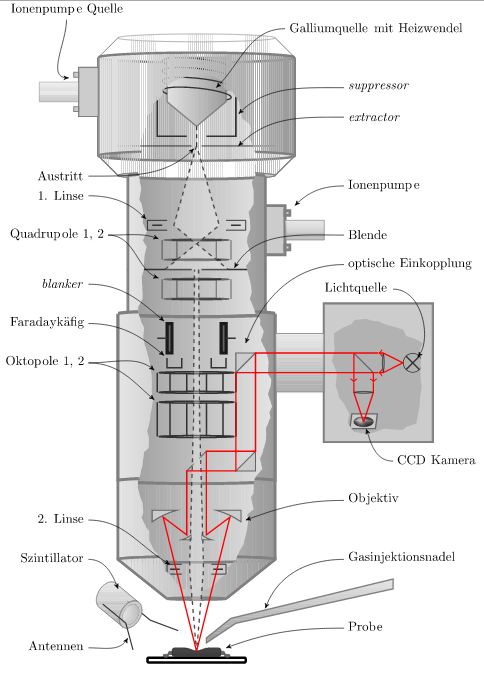 Ionenpumpe Quelle
Galliumquelle mit Heizwendel
suppressor
extractor
Austritt
1. Linse
Ionenpumpe
Quadrupole 1, 2
Blende
optische Einkopplung
blanker
Lichtquelle
Faradaykäfig
Oktopole 1, 2
CCD Kamera
Objektiv
2. Linse
Szintillator
Gasinjektionsnadel
Probe
Antennen